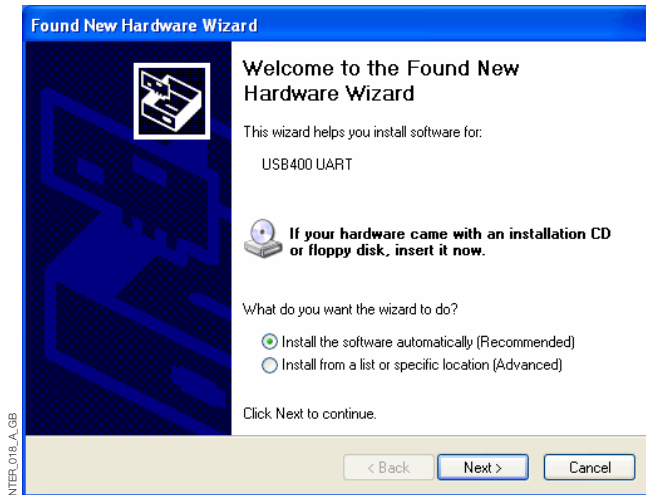 Found New Hardware Wizard
Welcome to the Found New
Hardware Wizard
This wizard helps you install software for:
USB400 UART
If your hardware came with an installation CD
or floppy disk, insert it now.
What do you want the wizard to do?
Install the software automatically (Recommended)
Install from a list or specific location (Advanced)
Click Next to continue.
< Back
Next >
Cancel
NTER_018_A_GB